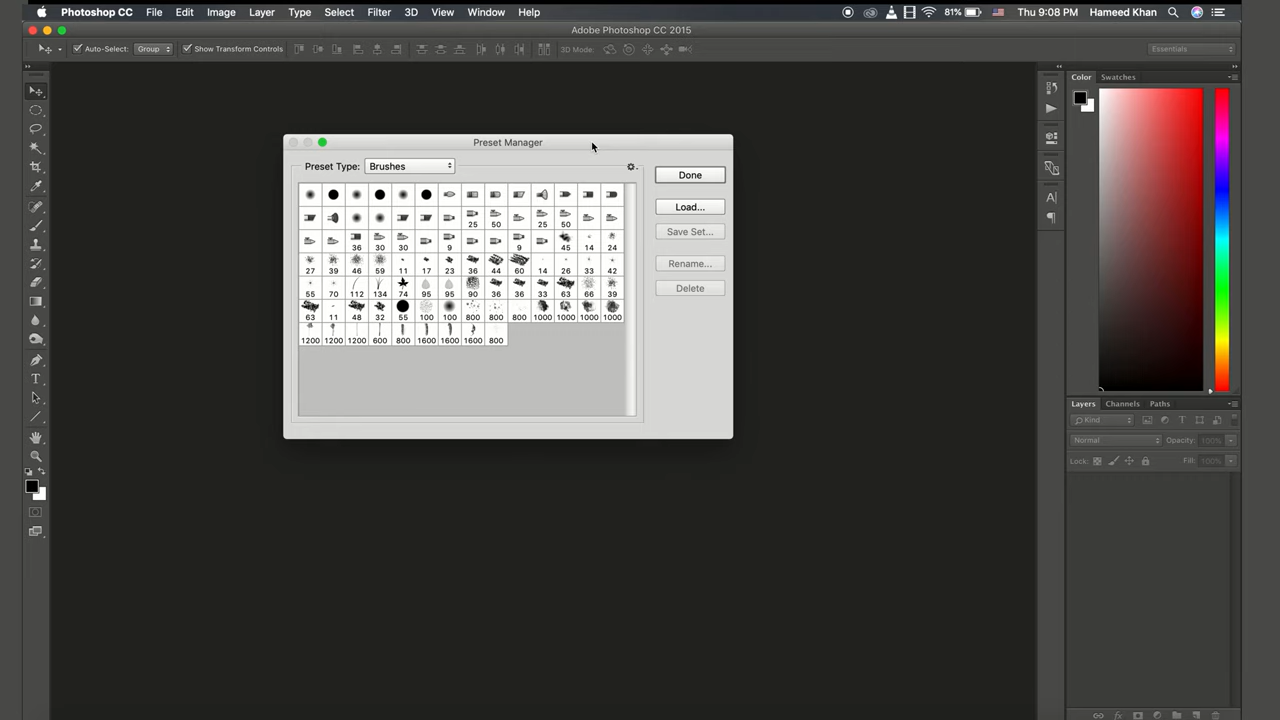 Photoshop CC File Edit Image Layer Type Select Filter 3D View Window Help 81% Thu 9:08 PM Hameed Khan
Adobe Photoshop CC 2015
Auto-Select: Group Show Transform Controls 3D Mode: Essentials
Color Swatches
Preset Manager
Preset Type: Brushes
Done
Load...
Save Set...
Rename...
Delete
25 50 25 50
36 30 30 9 9 45 14 24
27 39 46 59 11 17 23 36 44 60 14 26 33 42
55 70 112 134 74 95 95 90 36 36 33 63 66 39
63 11 48 32 55 100 100 800 800 800 1000 1000 1000 1000
1200 1200 1200 600 800 1600 1600 1600 800
Layers Channels Paths
Kind
Normal Opacity: 100%
Lock: Fill: 100%